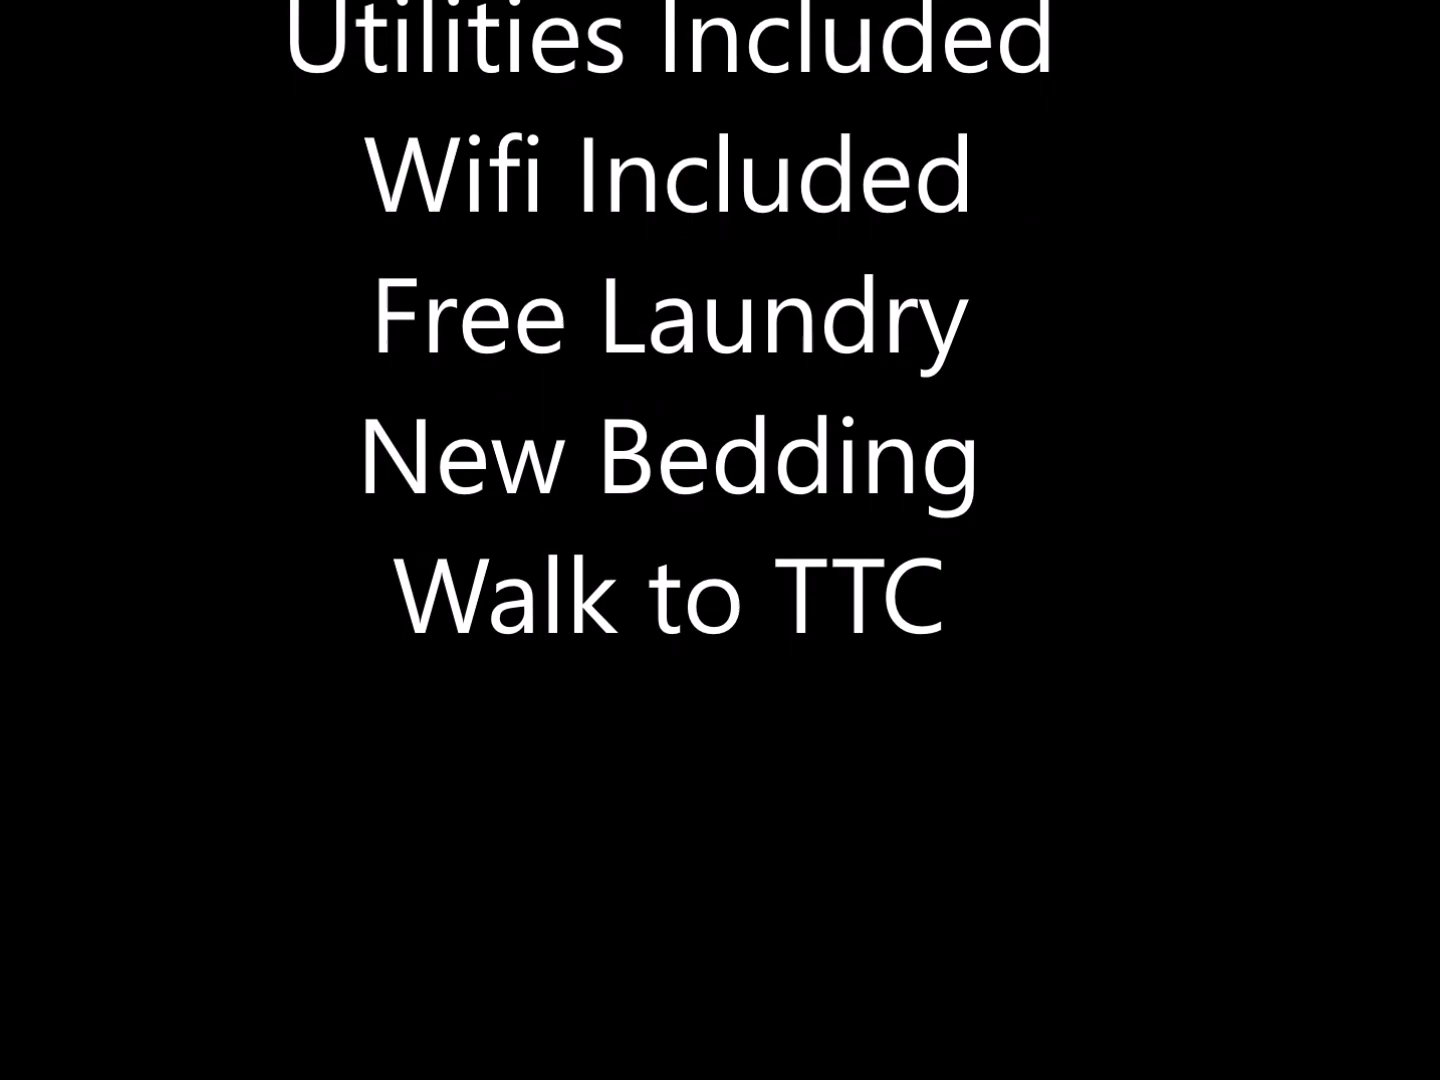 Utilities Included
Wifi Included
Free Laundry
New Bedding
Walk to TTC